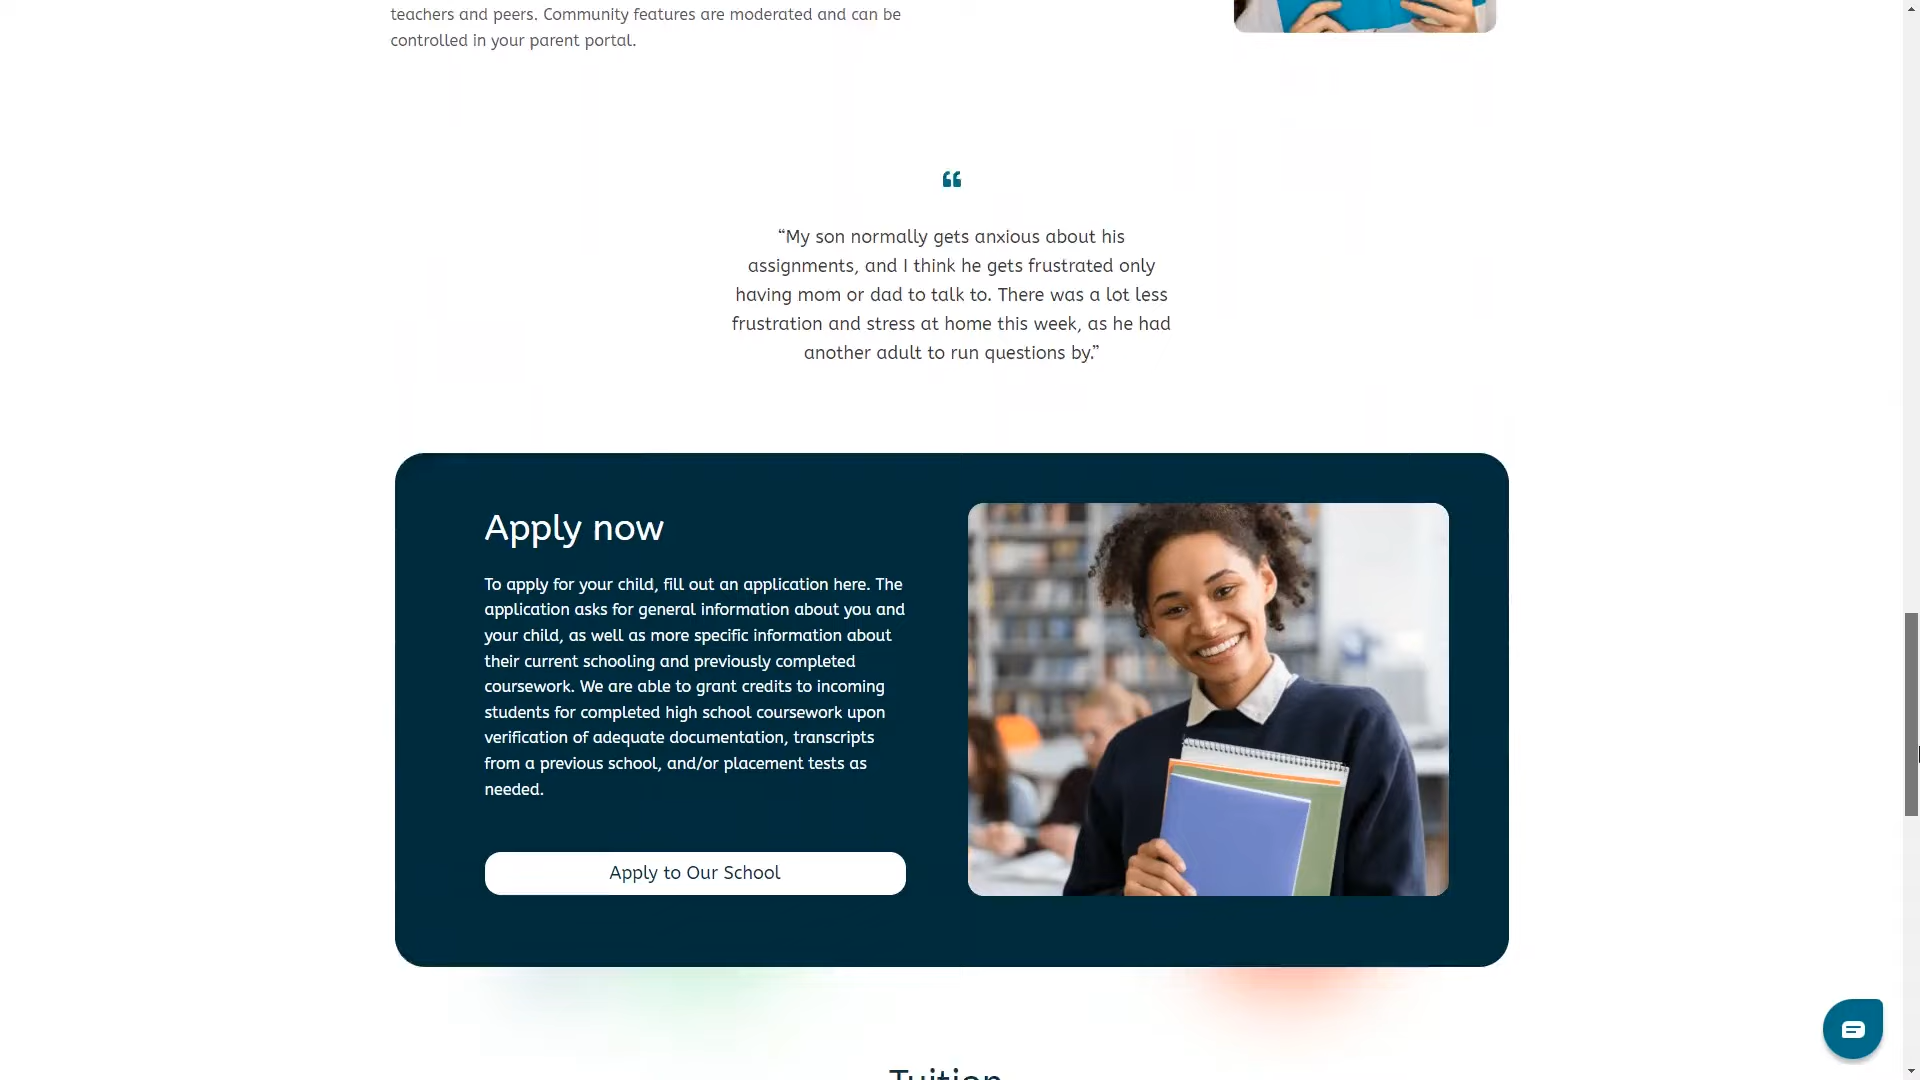 teachers and peers. Community features are moderated and can be
controlled in your parent portal.
“My son normally gets anxious about his
assignments, and I think he gets frustrated only
having mom or dad to talk to. There was a lot less
frustration and stress at home this week, as he had
another adult to run questions by.”
Apply now
To apply for your child, fill out an application here. The
application asks for general information about you and
your child, as well as more specific information about
their current schooling and previously completed
coursework. We are able to grant credits to incoming
students for completed high school coursework upon
verification of adequate documentation, transcripts
from a previous school, and/or placement tests as
needed.
Apply to Our School
Tuition